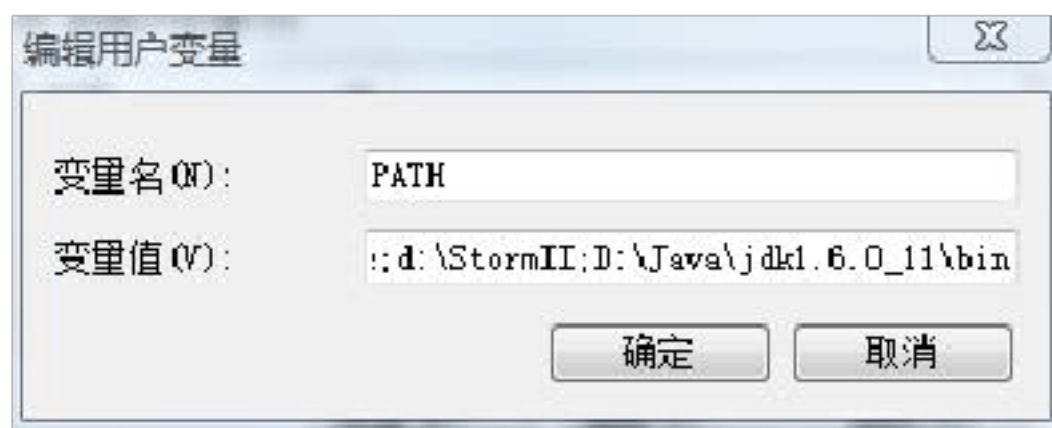 编辑用户变量
变量名(N): PATH
变量值(V): ;d:\StormII;D:\Java\jdk1.6.0_11\bin
确定 取消